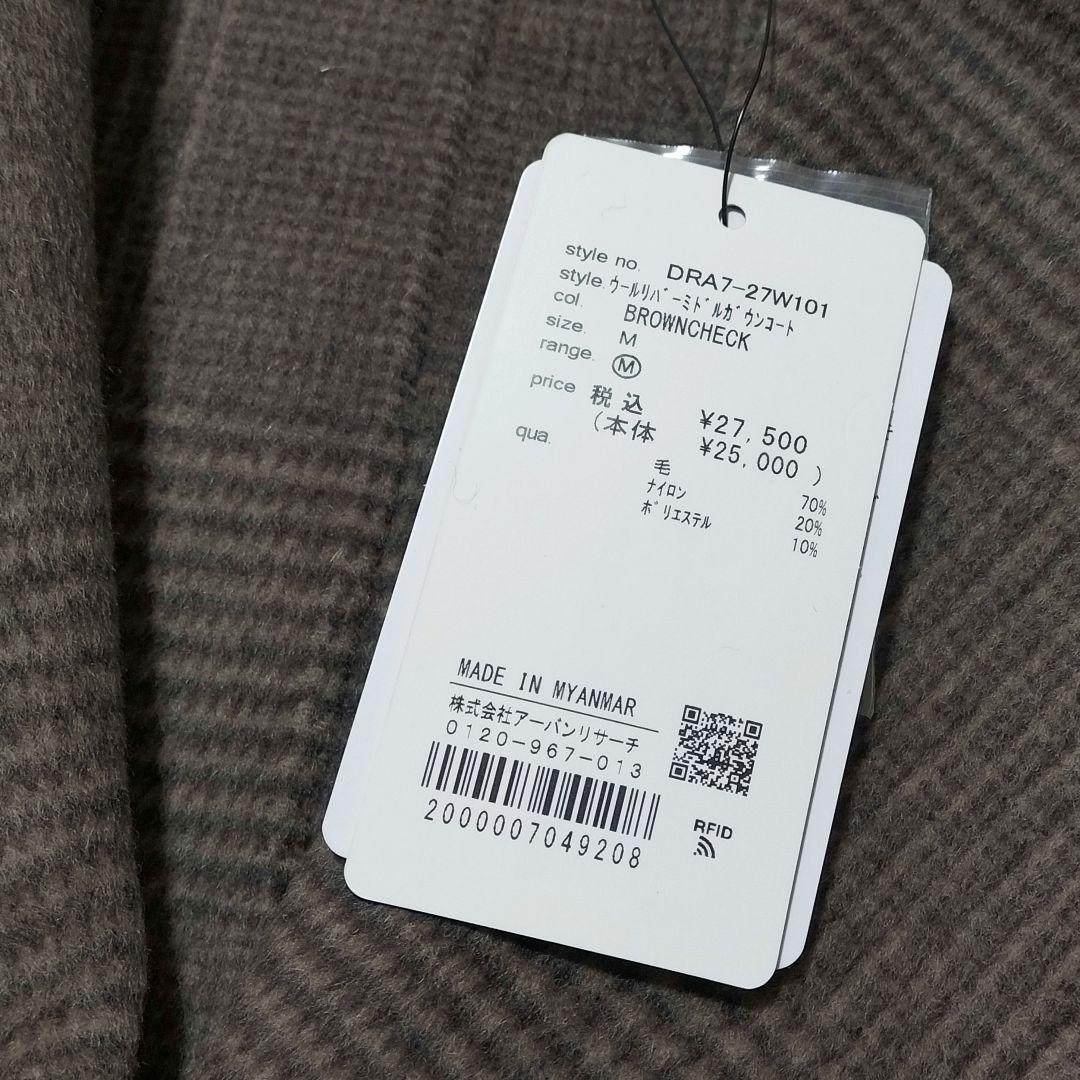 style no. DRA7-27W101
style. ｳｰﾙﾘﾊﾞｰﾐﾄﾞﾙｶﾞｳﾝｺｰﾄ
col. BROWNCHECK
size. M
range. Ⓜ
price 税込 ¥27,500
(本体 ¥25,000 )
qua.
毛 70%
ﾅｲﾛﾝ 20%
ﾎﾟﾘｴｽﾃﾙ 10%
MADE IN MYANMAR
株式会社アーバンリサーチ
0120-967-013
2000007049208
RFID